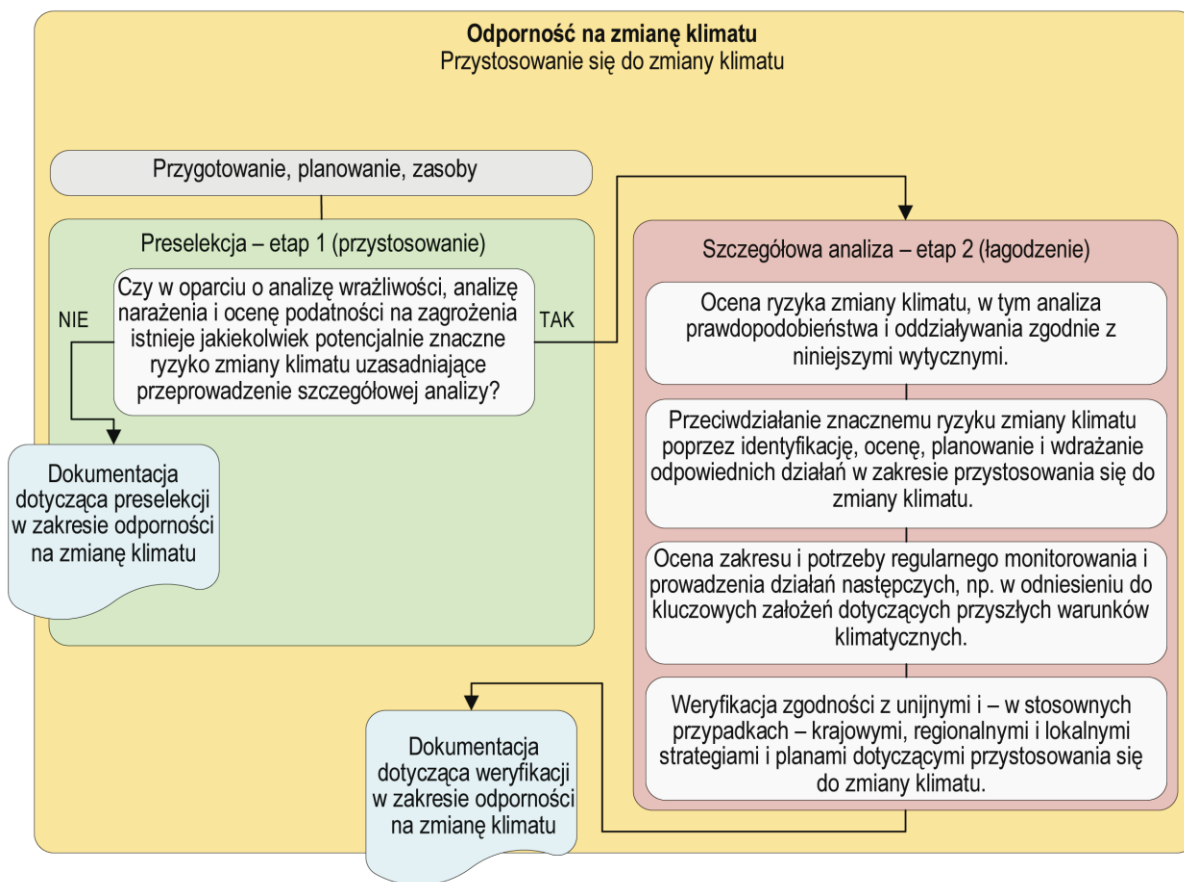 Odporność na zmianę klimatu
Przystosowanie się do zmiany klimatu
Przygotowanie, planowanie, zasoby
Preselekcja – etap 1 (przystosowanie)
Czy w oparciu o analizę wrażliwości, analizę
narażenia i ocenę podatności na zagrożenia
istnieje jakiekolwiek potencjalnie znaczne
ryzyko zmiany klimatu uzasadniające
przeprowadzenie szczegółowej analizy?
NIE
TAK
Dokumentacja
dotycząca preselekcji
w zakresie odporności
na zmianę klimatu
Szczegółowa analiza – etap 2 (łagodzenie)
Ocena ryzyka zmiany klimatu, w tym analiza
prawdopodobieństwa i oddziaływania zgodnie z
niniejszymi wytycznymi.
Przeciwdziałanie znacznemu ryzyku zmiany klimatu
poprzez identyfikację, ocenę, planowanie i wdrażanie
odpowiednich działań w zakresie przystosowania się do
zmiany klimatu.
Ocena zakresu i potrzeby regularnego monitorowania i
prowadzenia działań następczych, np. w odniesieniu do
kluczowych założeń dotyczących przyszłych warunków
klimatycznych.
Weryfikacja zgodności z unijnymi i – w stosownych
przypadkach – krajowymi, regionalnymi i lokalnymi
strategiami i planami dotyczącymi przystosowania się
do zmiany klimatu.
Dokumentacja
dotycząca weryfikacji
w zakresie odporności
na zmianę klimatu